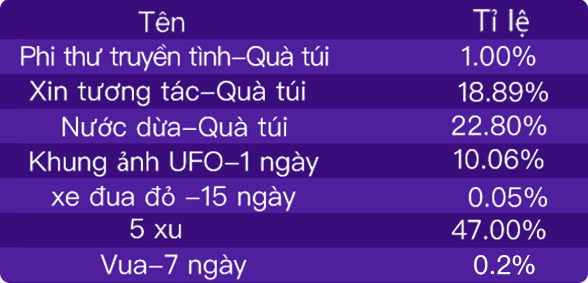 Tên Tỉ lệ
Phi thư truyền tình–Quà túi 1.00%
Xin tương tác–Quà túi 18.89%
Nước dừa–Quà túi 22.80%
Khung ảnh UFO–1 ngày 10.06%
xe đua đỏ –15 ngày 0.05%
5 xu 47.00%
Vua–7 ngày 0.2%